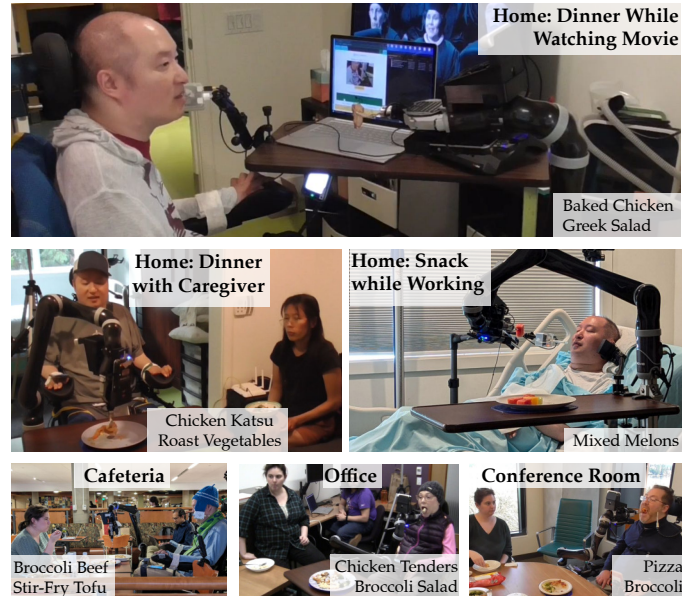 Home: Dinner While
Watching Movie
Baked Chicken
Greek Salad
Home: Dinner
with Caregiver
Chicken Katsu
Roast Vegetables
Home: Snack
while Working
Mixed Melons
Cafeteria
Broccoli Beef
Stir-Fry Tofu
Office
Chicken Tenders
Broccoli Salad
Conference Room
Pizza
Broccoli